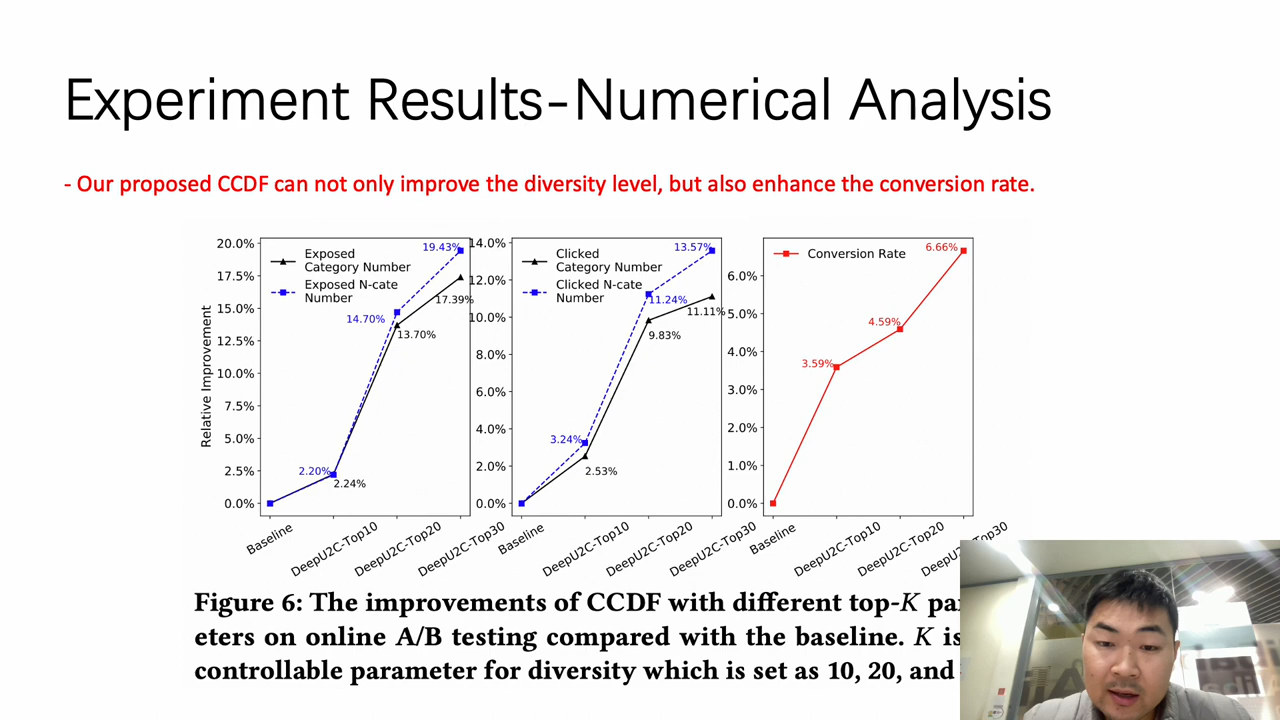 Experiment Results-Numerical Analysis
- Our proposed CCDF can not only improve the diversity level, but also enhance the conversion rate.
Relative Improvement
20.0%
17.5%
15.0%
12.5%
10.0%
7.5%
5.0%
2.5%
0.0%
Exposed
Category Number
Exposed N-cate
Number
19.43%
17.39%
14.70%
13.70%
2.20%
2.24%
Baseline
DeepU2C-Top10
DeepU2C-Top20
DeepU2C-Top30
14.0%
12.0%
10.0%
8.0%
6.0%
4.0%
2.0%
0.0%
Clicked
Category Number
Clicked N-cate
Number
13.57%
11.24%
11.11%
9.83%
3.24%
2.53%
Baseline
DeepU2C-Top10
DeepU2C-Top20
DeepU2C-Top30
6.0%
5.0%
4.0%
3.0%
2.0%
1.0%
0.0%
Conversion Rate
6.66%
4.59%
3.59%
Baseline
DeepU2C-Top10
DeepU2C-Top20
Figure 6: The improvements of CCDF with different top-K
eters on online A/B testing compared with the baseline. K is
controllable parameter for diversity which is set as 10, 20, and